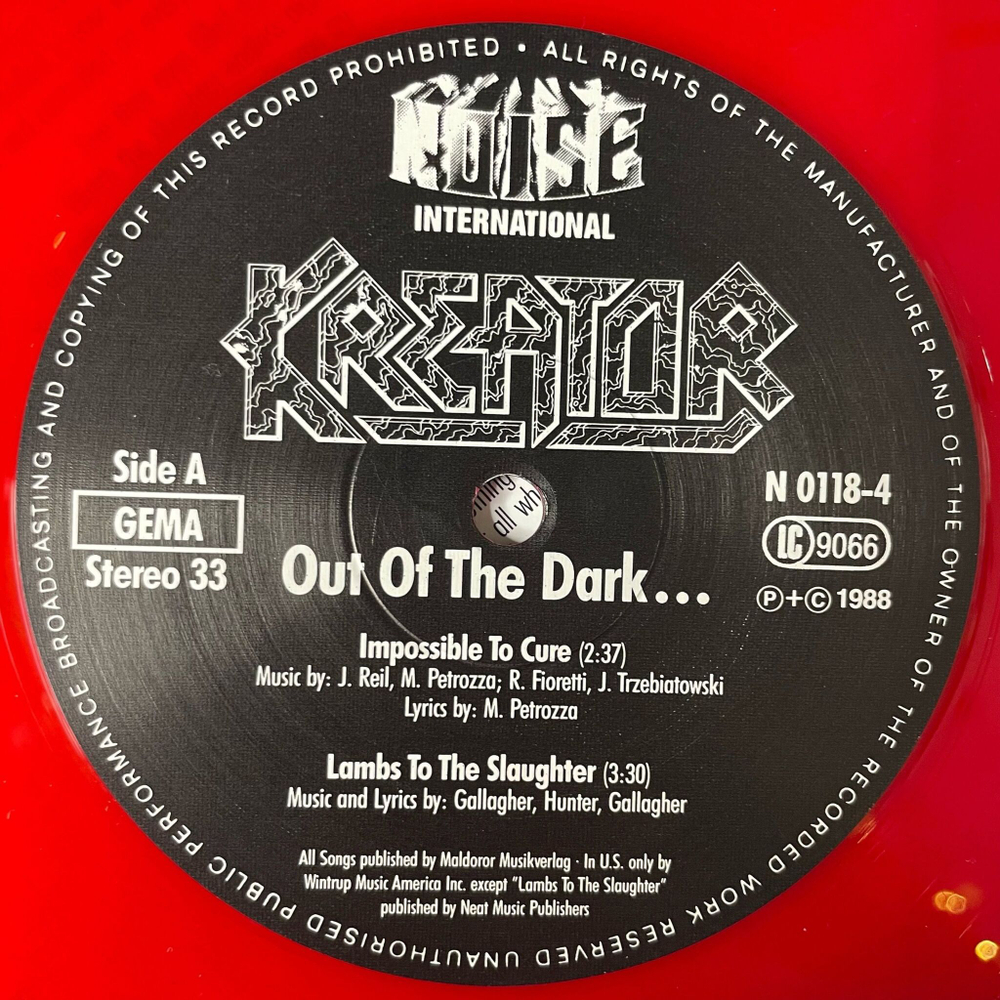 BROADCASTING AND COPYING OF THIS RECORD PROHIBITED • ALL RIGHTS OF THE MANUFACTURER AND OF THE OWNER OF THE RECORDED WORK RESERVED UNAUTHORISED PUBLIC PERFORMANCE
NOISE
INTERNATIONAL
KREATOR
Side A
GEMA
Stereo 33
N 0118-4
LC 9066
Ⓟ+© 1988
ming
all wh
Out Of The Dark...
Impossible To Cure (2:37)
Music by: J. Reil, M. Petrozza; R. Fioretti, J. Trzebiatowski
Lyrics by: M. Petrozza
Lambs To The Slaughter (3:30)
Music and Lyrics by: Gallagher, Hunter, Gallagher
All Songs published by Maldoror Musikverlag · In U.S. only by
Wintrup Music America Inc. except "Lambs To The Slaughter"
published by Neat Music Publishers